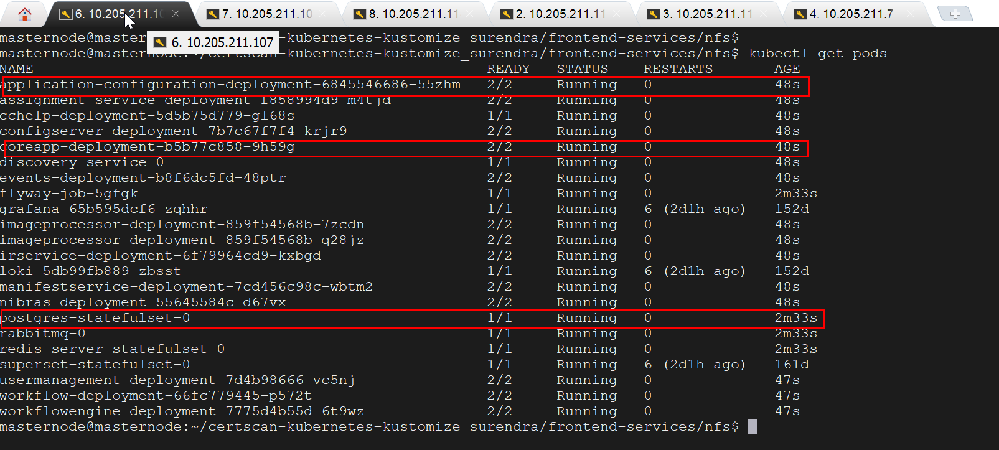 6. 10.205.211.10
7. 10.205.211.10
8. 10.205.211.11
2. 10.205.211.11
3. 10.205.211.11
4. 10.205.211.7
6. 10.205.211.107
masternode@master -kubernetes-kustomize_surendra/frontend-services/nfs$
masternode@masternode:~/certscan-kubernetes-kustomize_surendra/frontend-services/nfs$ kubectl get pods
NAME READY STATUS RESTARTS AGE
application-configuration-deployment-6845546686-55zhm 2/2 Running 0 48s
assignment-service-deployment-f858994d9-m4tjd 2/2 Running 0 48s
cchelp-deployment-5d5b75d779-gl68s 1/1 Running 0 48s
configserver-deployment-7b7c67f7f4-krjr9 2/2 Running 0 48s
coreapp-deployment-b5b77c858-9h59g 2/2 Running 0 48s
discovery-service-0 1/1 Running 0 48s
events-deployment-b8f6dc5fd-48ptr 2/2 Running 0 48s
flyway-job-5gfgk 1/1 Running 0 2m33s
grafana-65b595dcf6-zqhhr 1/1 Running 6 (2d1h ago) 152d
imageprocessor-deployment-859f54568b-7zcdn 2/2 Running 0 48s
imageprocessor-deployment-859f54568b-q28jz 2/2 Running 0 48s
irservice-deployment-6f79964cd9-kxbgd 2/2 Running 0 48s
loki-5db99fb889-zbsst 1/1 Running 6 (2d1h ago) 152d
manifestservice-deployment-7cd456c98c-wbtm2 2/2 Running 0 48s
nibras-deployment-55645584c-d67vx 2/2 Running 0 48s
postgres-statefulset-0 1/1 Running 0 2m33s
rabbitmq-0 1/1 Running 0 2m33s
redis-server-statefulset-0 1/1 Running 0 2m33s
superset-statefulset-0 1/1 Running 6 (2d1h ago) 161d
usermanagement-deployment-7d4b98666-vc5nj 2/2 Running 0 47s
workflow-deployment-66fc779445-p572t 2/2 Running 0 47s
workflowengine-deployment-7775d4b55d-6t9wz 2/2 Running 0 47s
masternode@masternode:~/certscan-kubernetes-kustomize_surendra/frontend-services/nfs$